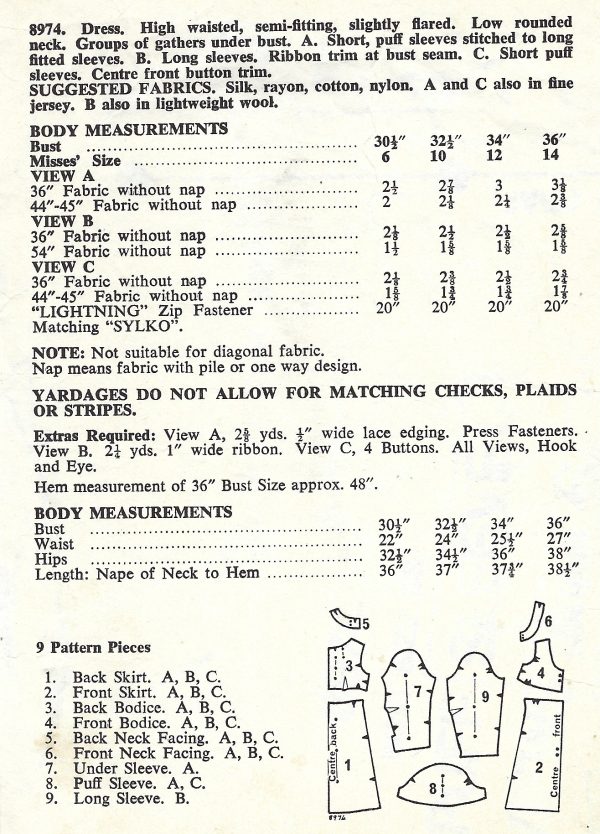 8974. Dress. High waisted, semi-fitting, slightly flared. Low rounded
neck. Groups of gathers under bust. A. Short, puff sleeves stitched to long
fitted sleeves. B. Long sleeves. Ribbon trim at bust seam. C. Short puff
sleeves. Centre front button trim.
SUGGESTED FABRICS. Silk, rayon, cotton, nylon. A and C also in fine
jersey. B also in lightweight wool.
BODY MEASUREMENTS
Bust ........ 30½″ 32½″ 34″ 36″
Misses' Size ........ 6 10 12 14
VIEW A
36″ Fabric without nap ........ 2½ 2⅞ 3 3⅛
44″-45″ Fabric without nap ........ 2 2⅛ 2¼ 2⅜
VIEW B
36″ Fabric without nap ........ 2⅛ 2½ 2½ 2⅝
54″ Fabric without nap ........ 1½ 1⅝ 1⅝ 1⅝
VIEW C
36″ Fabric without nap ........ 2⅛ 2⅜ 2½ 2¾
44″-45″ Fabric without nap ........ 1⅝ 1¾ 1¾ 1⅞
“LIGHTNING” Zip Fastener ........ 20″ 20″ 20″ 20″
Matching “SYLKO”.
NOTE: Not suitable for diagonal fabric.
Nap means fabric with pile or one way design.
YARDAGES DO NOT ALLOW FOR MATCHING CHECKS, PLAIDS
OR STRIPES.
Extras Required: View A, 2⅝ yds. ½″ wide lace edging. Press Fasteners.
View B. 2¼ yds. 1″ wide ribbon. View C, 4 Buttons. All Views, Hook
and Eye.
Hem measurement of 36″ Bust Size approx. 48″.
BODY MEASUREMENTS
Bust ........ 30½″ 32½″ 34″ 36″
Waist ........ 22″ 24″ 25½″ 27″
Hips ........ 32½″ 34½″ 36″ 38″
Length: Nape of Neck to Hem ........ 36″ 37″ 37¾″ 38½″
9 Pattern Pieces
1. Back Skirt. A, B, C.
2. Front Skirt. A, B, C.
3. Back Bodice. A, B, C.
4. Front Bodice. A, B, C.
5. Back Neck Facing. A, B, C.
6. Front Neck Facing. A, B, C.
7. Under Sleeve. A.
8. Puff Sleeve. A, C.
9. Long Sleeve. B.
5
6
3
7
9
4
Centre back
1
8
2
Centre front
8974